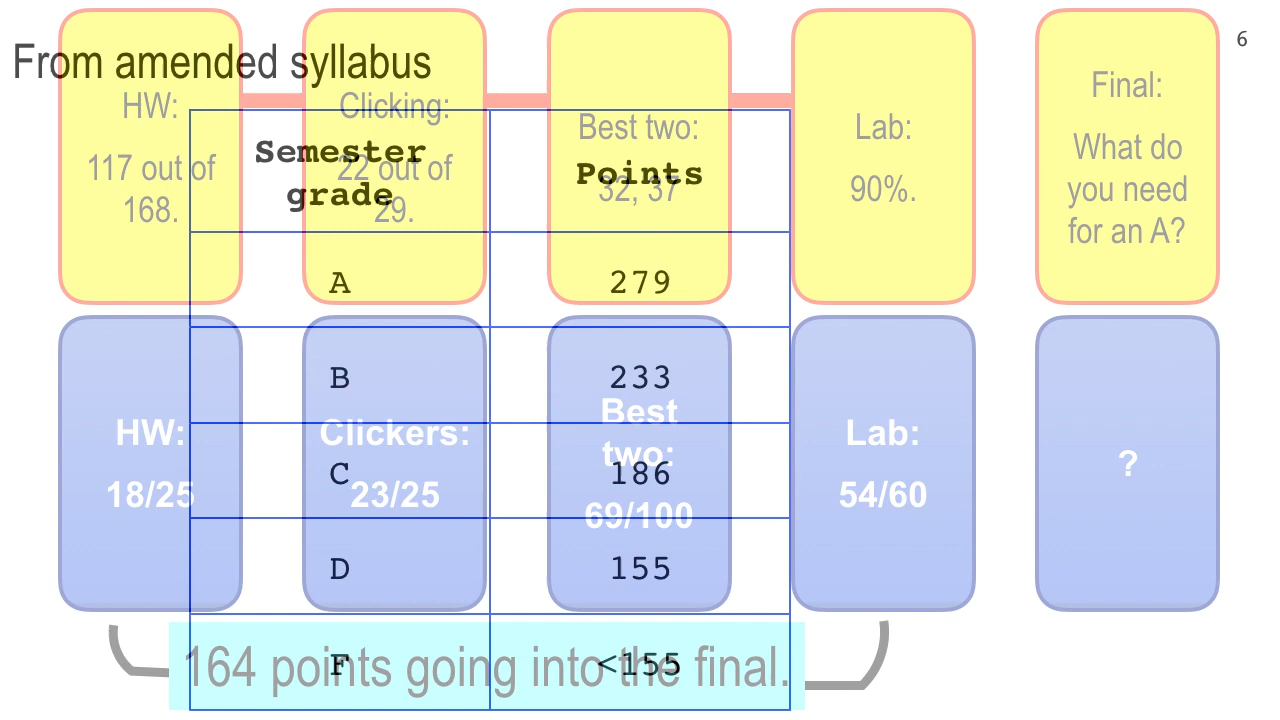 6
From amended syllabus
HW:
117 out of
168.
Clicking:
22 out of
29.
Best two:
32, 37
Lab:
90%.
Final:
What do
you need
for an A?
Semester
grade
Points
A
279
B
233
C
186
D
155
F
<155
HW:
18/25
Clickers:
23/25
Best
two:
69/100
Lab:
54/60
?
164 points going into the final.